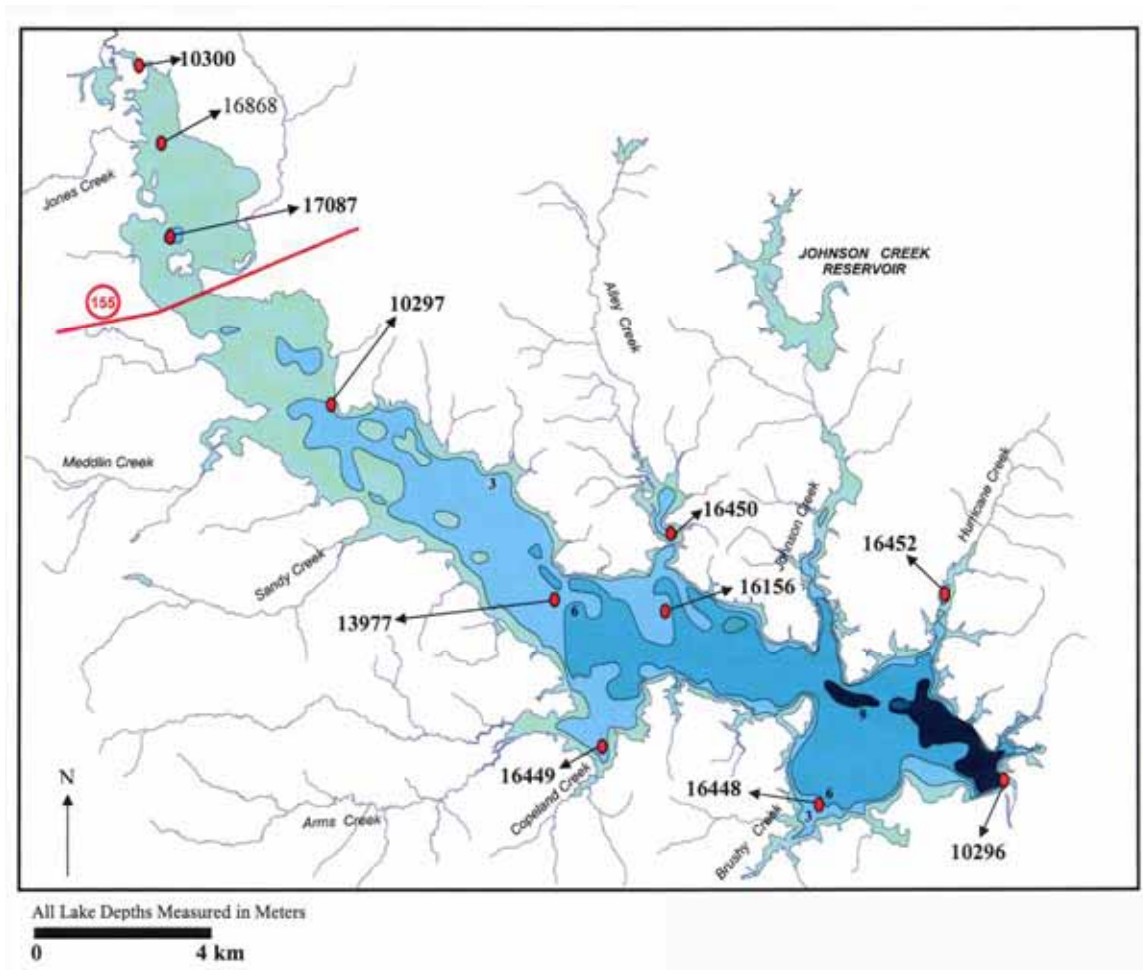 10300
16868
Jones Creek
17087
155
JOHNSON CREEK
RESERVOIR
Alley Creek
10297
Meddlin Creek
3
Hurricane Creek
16450
Johnson Creek
16452
Sandy Creek
16156
13977
6
9
N
16449
Copeland Creek
16448
6
3
Arms Creek
Brushy Creek
10296
All Lake Depths Measured in Meters
0 4 km